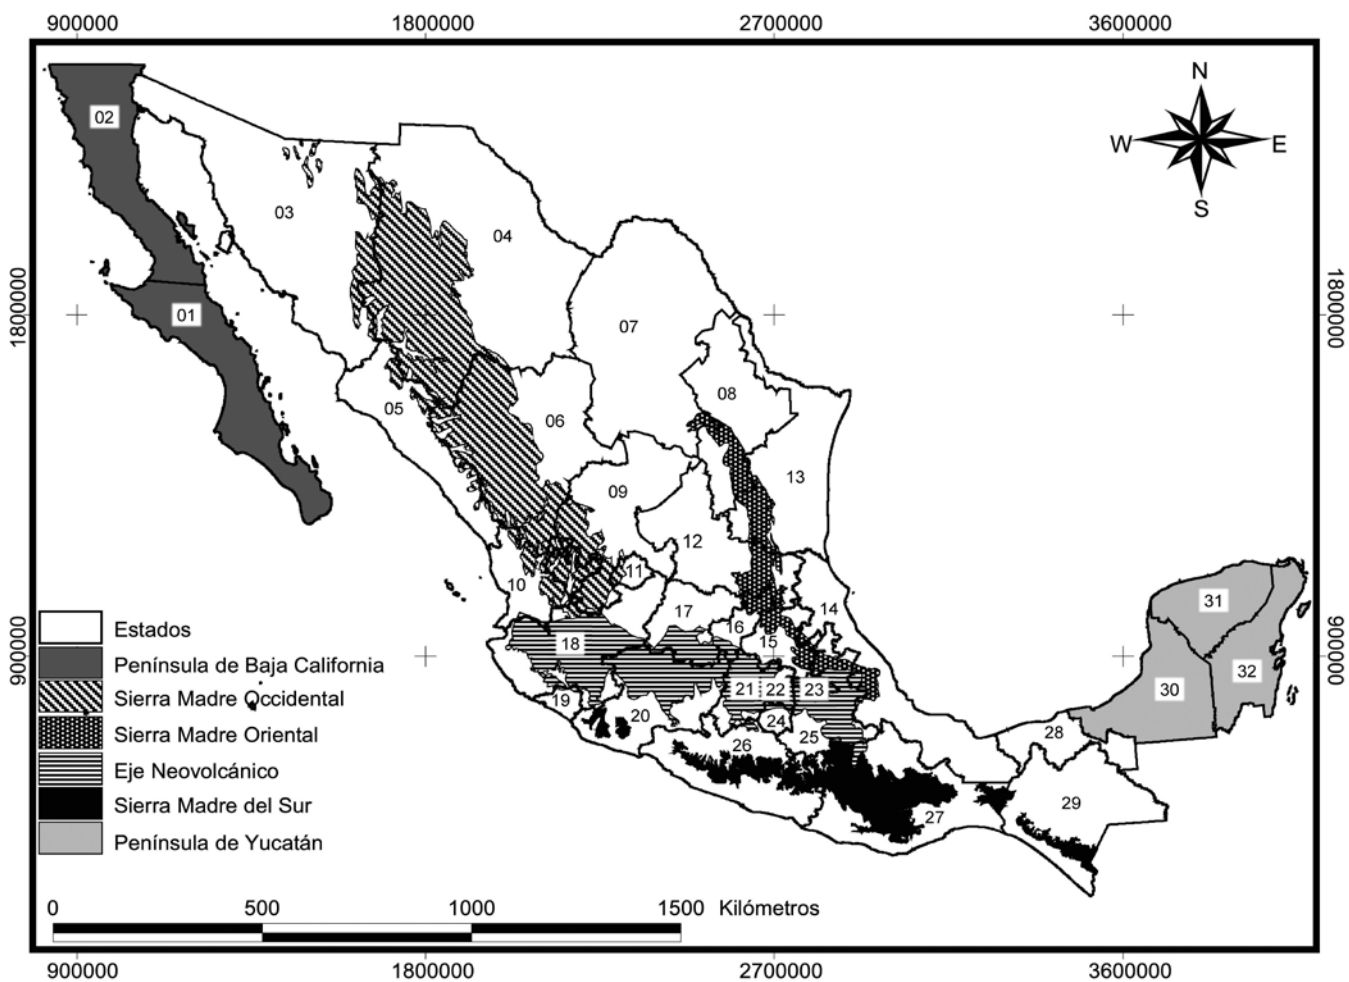 900000 1800000 2700000 3600000
N
W E
S
02
03
04
01
1800000 1800000
07
08
05
06
13
09
12
11
10
14
17
16
15
18
31
32
30
900000 900000
21 22 23
19
20
24
25
26
28
29
27
Estados
Península de Baja California
Sierra Madre Occidental
Sierra Madre Oriental
Eje Neovolcánico
Sierra Madre del Sur
Península de Yucatán
0 500 1000 1500 Kilómetros
900000 1800000 2700000 3600000